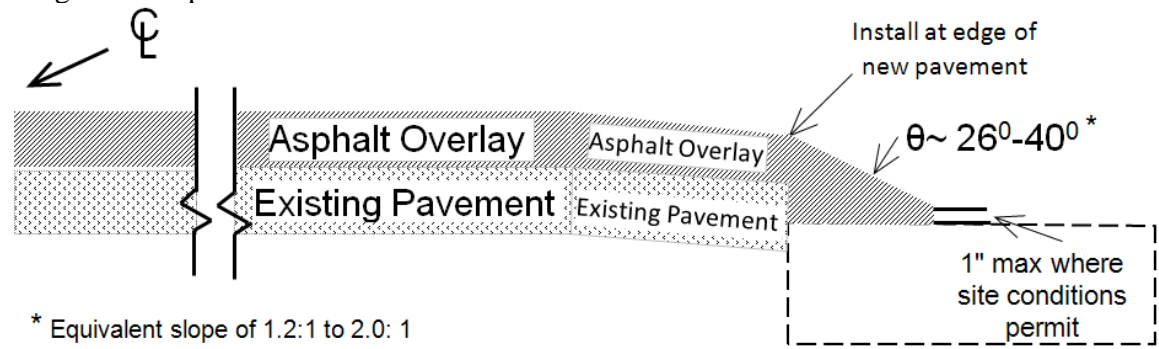 ℄
Install at edge of
new pavement
Asphalt Overlay
Asphalt Overlay
θ~ 26⁰-40⁰ *
Existing Pavement
Existing Pavement
1" max where
site conditions
permit
* Equivalent slope of 1.2:1 to 2.0: 1